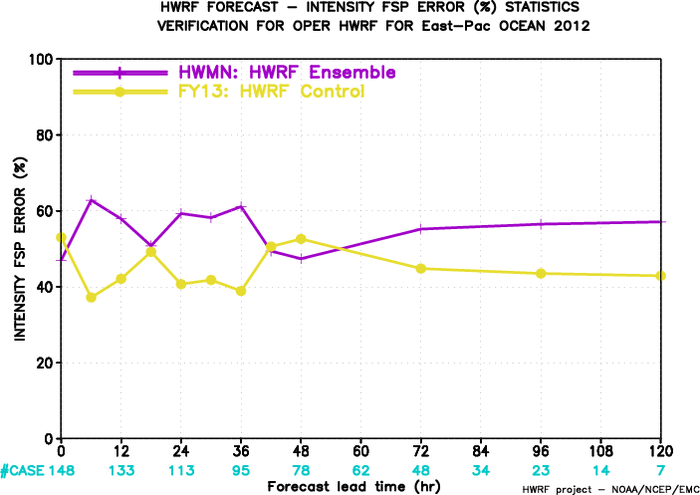 HWRF FORECAST – INTENSITY FSP ERROR (%) STATISTICS
VERIFICATION FOR OPER HWRF FOR East–Pac OCEAN 2012
HWMN: HWRF Ensemble
FY13: HWRF Control
INTENSITY FSP ERROR (%)
100
80
60
40
20
0
0 12 24 36 48 60 72 84 96 108 120
#CASE 148 133 113 95 78 62 48 34 23 14 7
Forecast lead time (hr)
HWRF project – NOAA/NCEP/EMC